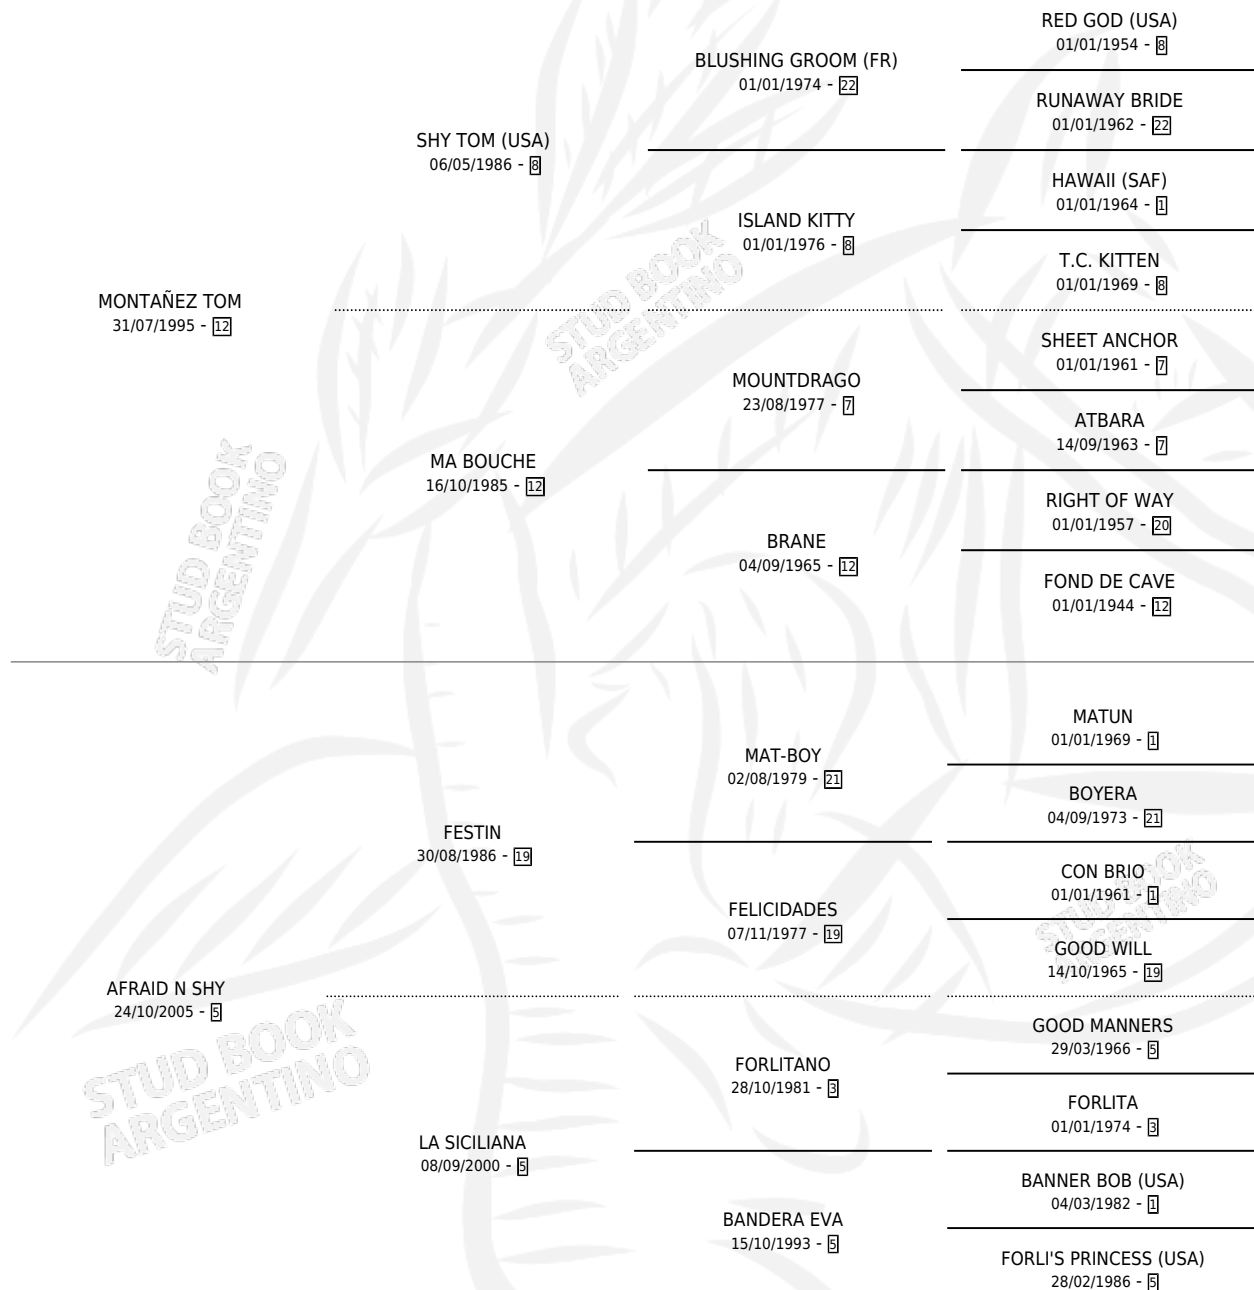 RED GOD (USA)
01/01/1954 - 8
BLUSHING GROOM (FR)
01/01/1974 - 22
RUNAWAY BRIDE
01/01/1962 - 22
SHY TOM (USA)
06/05/1986 - 8
HAWAII (SAF)
01/01/1964 - 1
ISLAND KITTY
01/01/1976 - 8
T.C. KITTEN
01/01/1969 - 8
MONTAÑEZ TOM
31/07/1995 - 12
SHEET ANCHOR
01/01/1961 - 7
MOUNTDRAGO
23/08/1977 - 7
ATBARA
14/09/1963 - 7
MA BOUCHE
16/10/1985 - 12
RIGHT OF WAY
01/01/1957 - 20
BRANE
04/09/1965 - 12
FOND DE CAVE
01/01/1944 - 12
MATUN
01/01/1969 - 1
MAT-BOY
02/08/1979 - 21
BOYERA
04/09/1973 - 21
FESTIN
30/08/1986 - 19
CON BRIO
01/01/1961 - 1
FELICIDADES
07/11/1977 - 19
GOOD WILL
14/10/1965 - 19
AFRAID N SHY
24/10/2005 - 5
GOOD MANNERS
29/03/1966 - 5
FORLITANO
28/10/1981 - 3
FORLITA
01/01/1974 - 3
LA SICILIANA
08/09/2000 - 5
BANNER BOB (USA)
04/03/1982 - 1
BANDERA EVA
15/10/1993 - 5
FORLI'S PRINCESS (USA)
28/02/1986 - 5
STUD BOOK
ARGENTINO
STUD BOOK
ARGENTINO
STUD BOOK
ARGENTINO
STUD BOOK
ARGENTINO